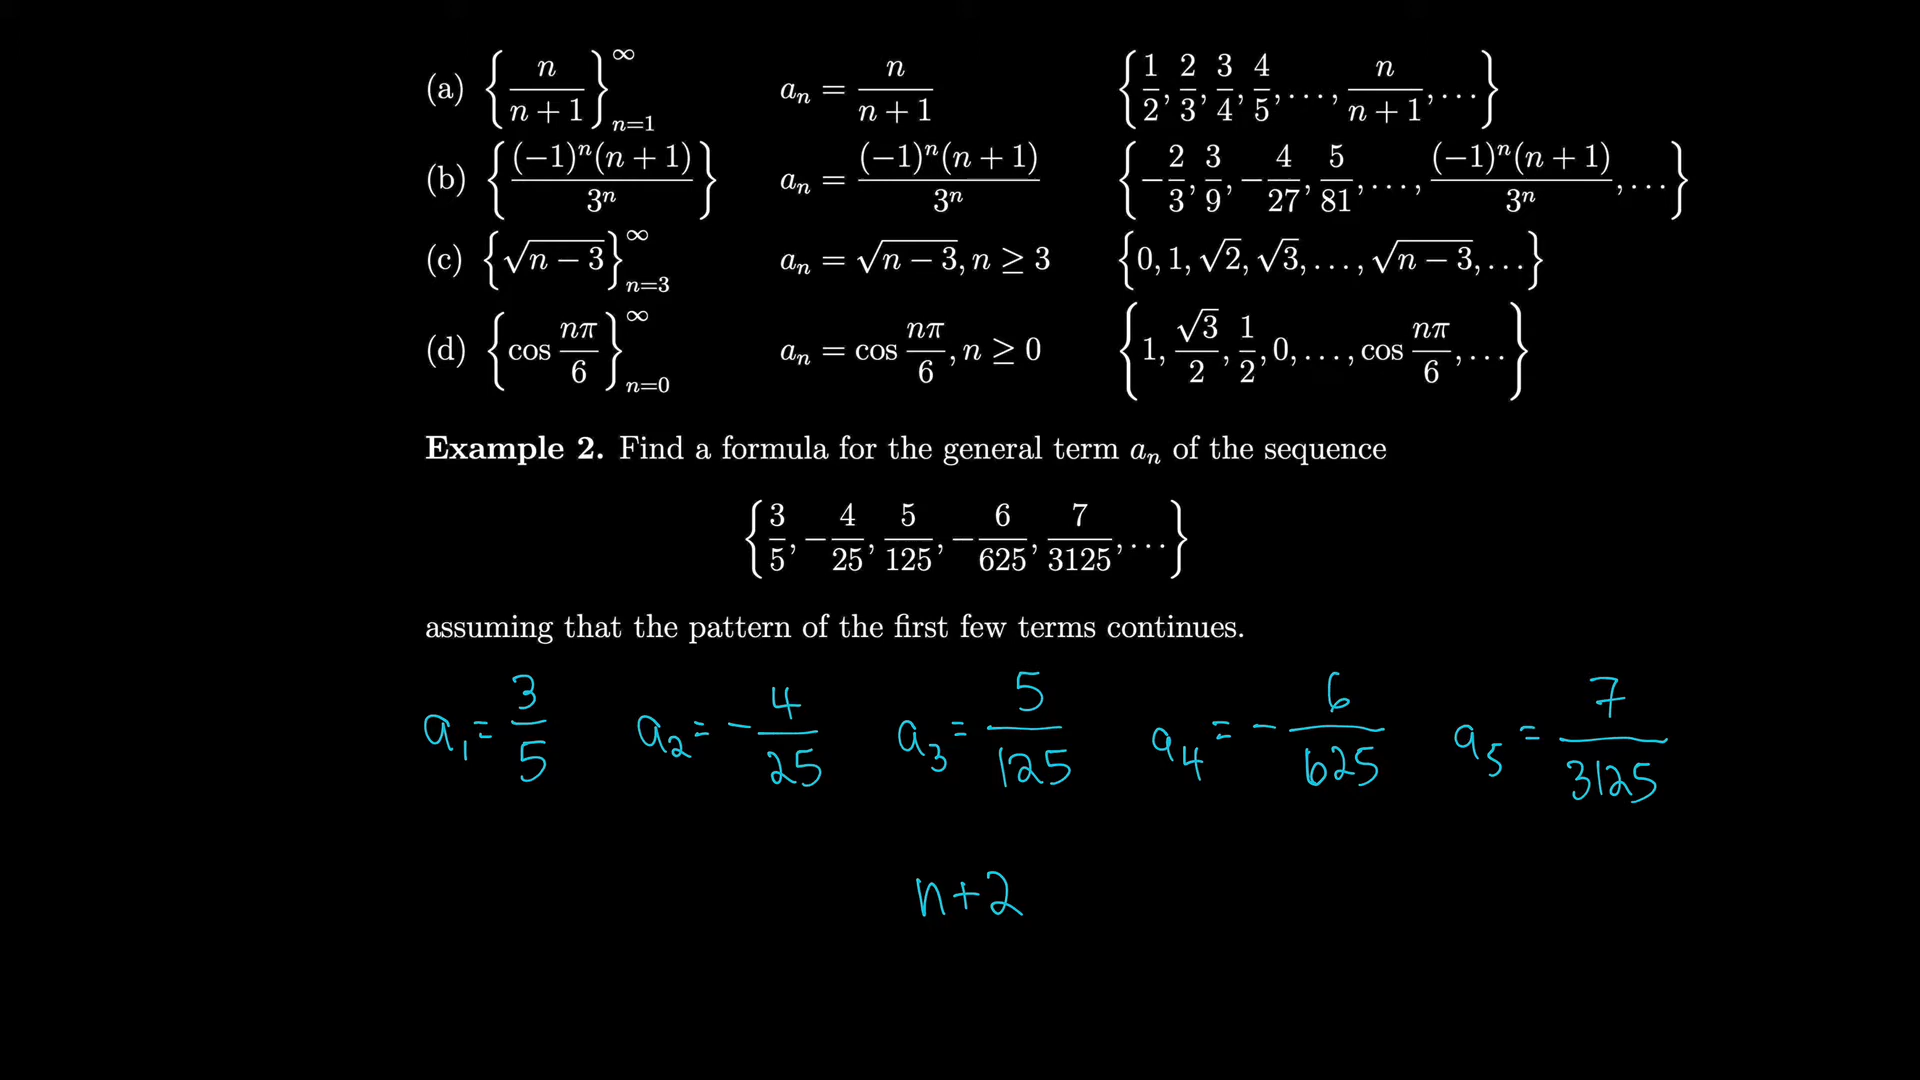 (a) {n/(n+1)}_{n=1}^{∞} a_n = n/(n+1) {1/2, 2/3, 3/4, 4/5, ..., n/(n+1), ...}
(b) {(−1)^n(n+1)/3^n} a_n = (−1)^n(n+1)/3^n {−2/3, 3/9, −4/27, 5/81, ..., (−1)^n(n+1)/3^n, ...}
(c) {√(n−3)}_{n=3}^{∞} a_n = √(n−3), n ≥ 3 {0, 1, √2, √3, ..., √(n−3), ...}
(d) {cos nπ/6}_{n=0}^{∞} a_n = cos nπ/6, n ≥ 0 {1, √3/2, 1/2, 0, ..., cos nπ/6, ...}
Example 2. Find a formula for the general term a_n of the sequence
{3/5, −4/25, 5/125, −6/625, 7/3125, ...}
assuming that the pattern of the first few terms continues.
a_1 = 3/5 a_2 = −4/25 a_3 = 5/125 a_4 = −6/625 a_5 = 7/3125
n+2